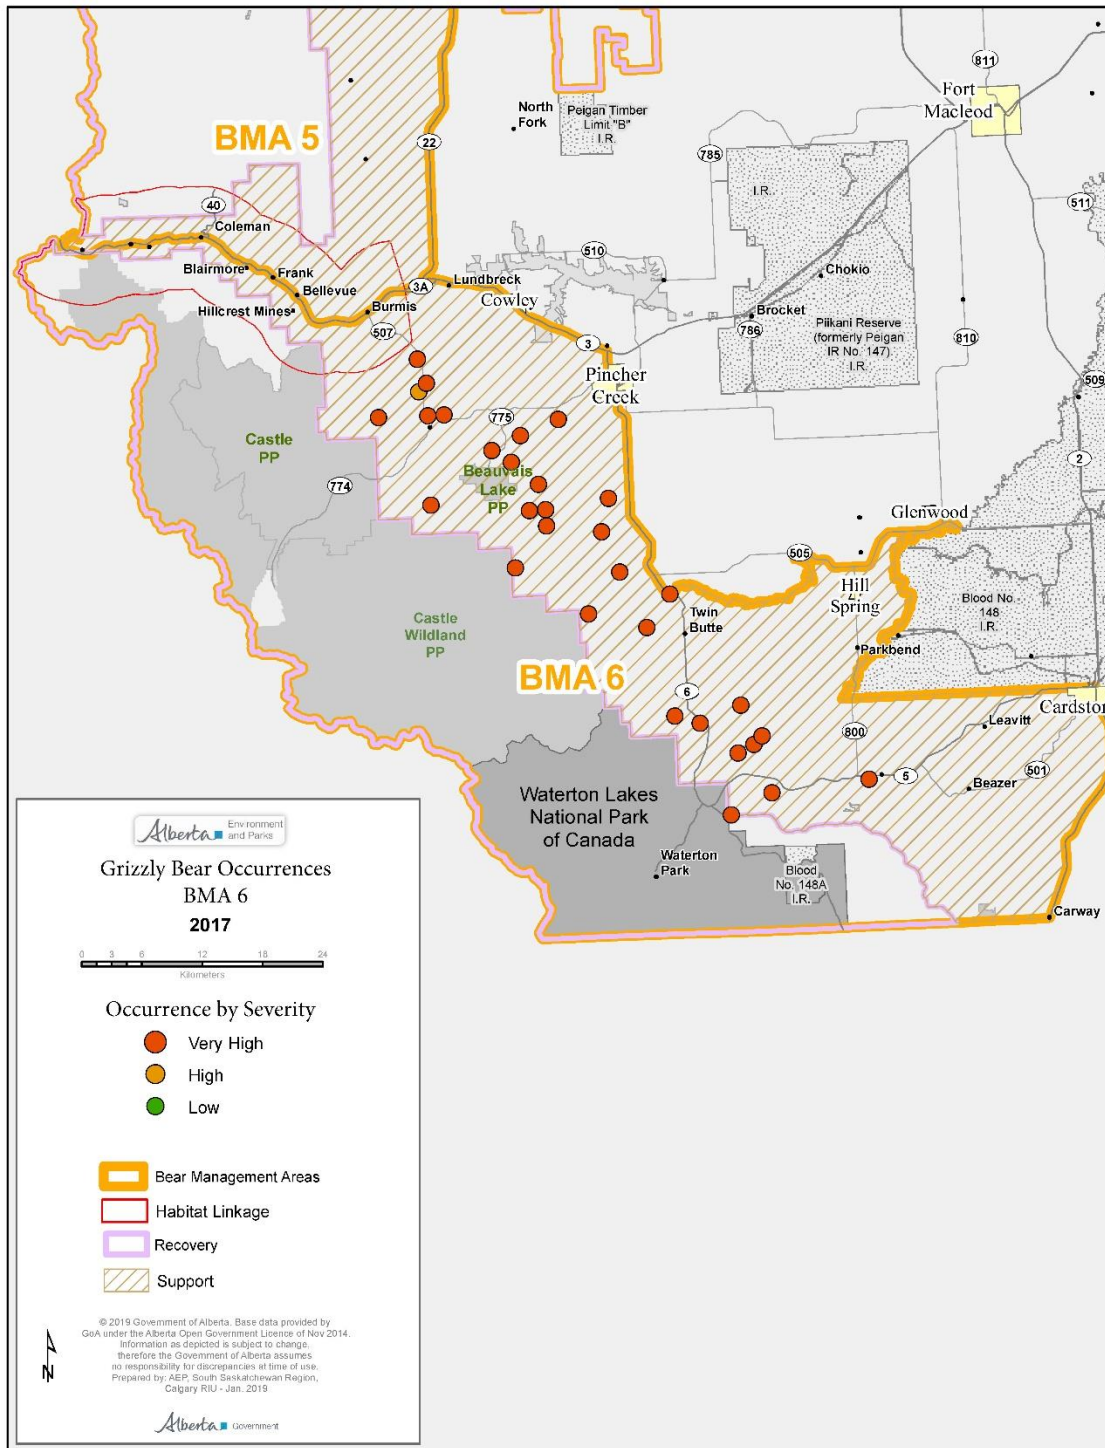 811
Fort
Macleod
North
Fork
Peigan Timber
Limit "B"
I.R.
BMA 5
22
785
I.R.
511
40
Coleman
510
Chokio
Blairmore
Frank
3A
Lundbreck
Bellevue
Cowley
Hillcrest Mines
Burmis
Brocket
786
Piikani Reserve
(formerly Peigan
IR No. 147)
I.R.
810
507
3
Pincher
Creek
509
775
Castle
PP
2
774
Beauvais
Lake
PP
Glenwood
505
Hill
Spring
Blood No.
148
I.R.
Twin
Butte
Castle
Wildland
PP
Parkbend
BMA 6
6
Cardston
800
Leavitt
501
5
Beazer
Waterton Lakes
National Park
of Canada
Waterton
Park
Blood
No. 148A
I.R.
Carway
Alberta Environment
and Parks
Grizzly Bear Occurrences
BMA 6
2017
0 3 6 12 18 24
Kilometers
Occurrence by Severity
Very High
High
Low
Bear Management Areas
Habitat Linkage
Recovery
Support
© 2019 Government of Alberta. Base data provided by
GoA under the Alberta Open Government Licence of Nov 2014.
Information as depicted is subject to change,
therefore the Government of Alberta assumes
no responsibility for discrepancies at time of use.
Prepared by: AEP, South Saskatchewan Region,
Calgary RIU - Jan. 2019
N
Alberta Government